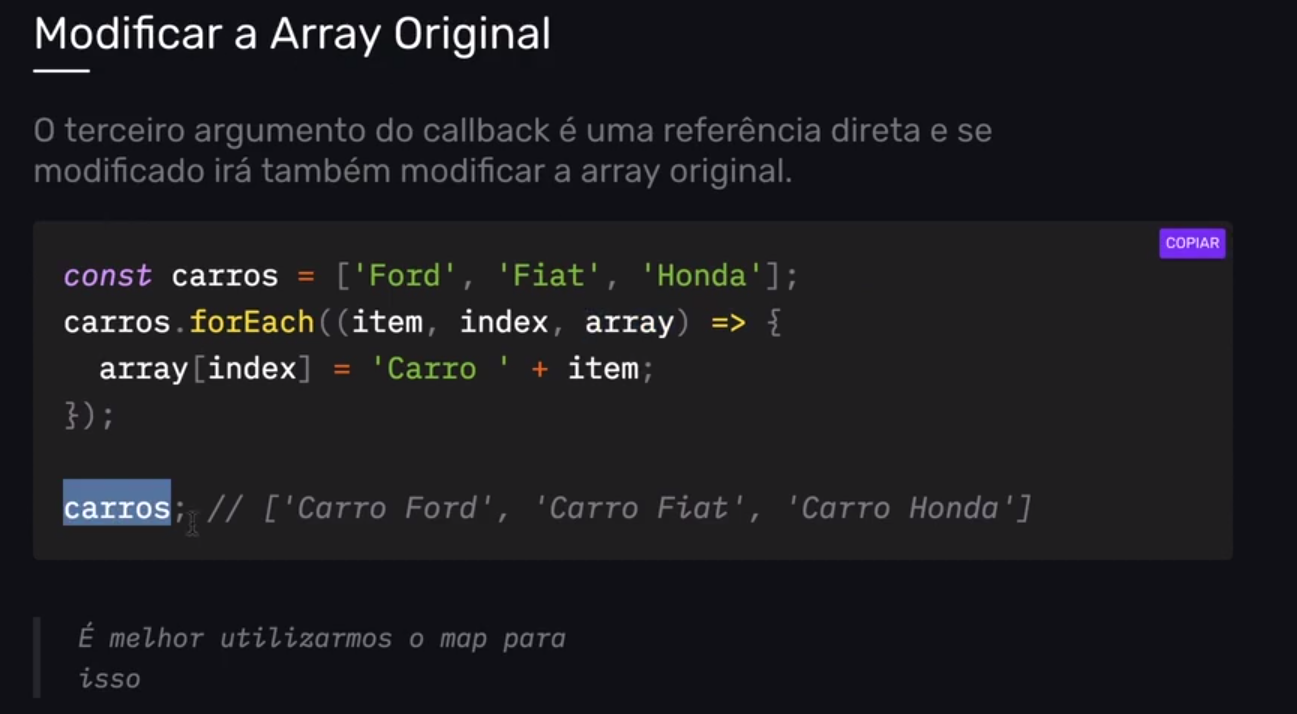 Modificar a Array Original
O terceiro argumento do callback é uma referência direta e se
modificado irá também modificar a array original.
COPIAR
const carros = ['Ford', 'Fiat', 'Honda'];
carros.forEach((item, index, array) => {
  array[index] = 'Carro ' + item;
});
carros; // ['Carro Ford', 'Carro Fiat', 'Carro Honda']
É melhor utilizarmos o map para
isso